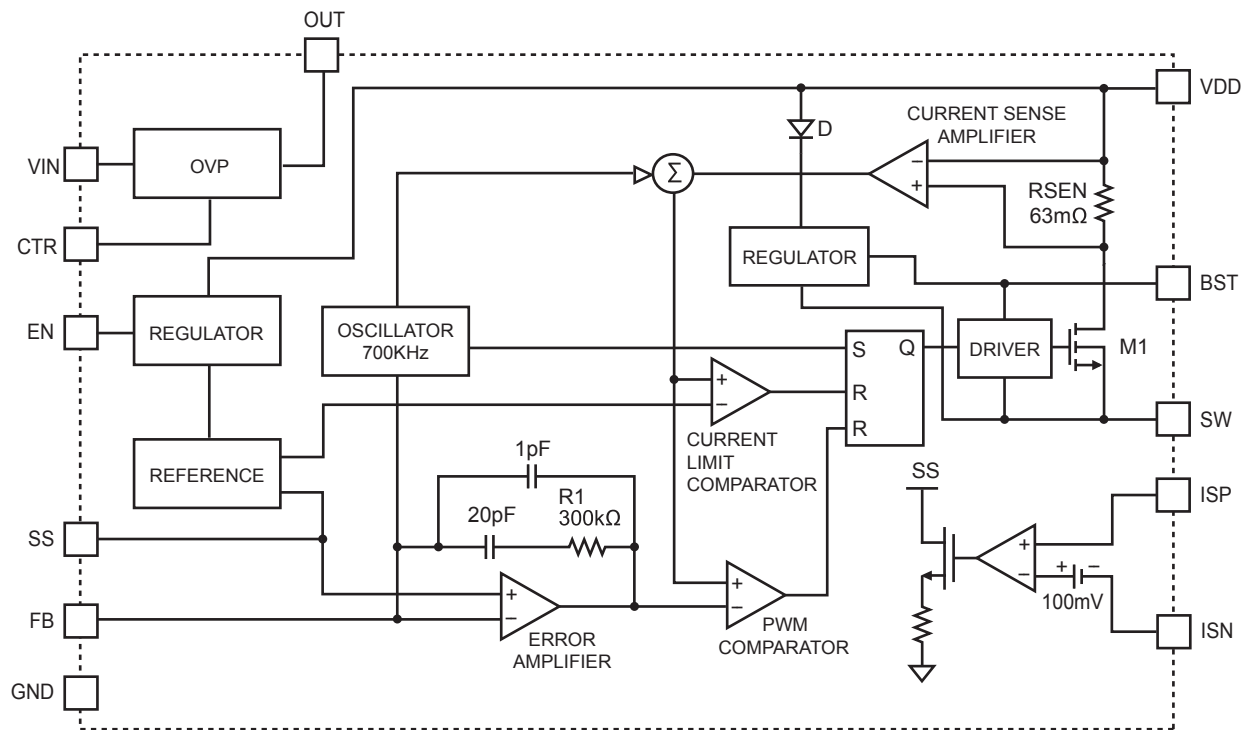 OUT
VDD
VIN
OVP
D
CURRENT SENSE
AMPLIFIER
Σ
−
+
RSEN
63mΩ
CTR
REGULATOR
BST
EN
REGULATOR
OSCILLATOR
700KHz
S
Q
DRIVER
M1
+
−
R
R
SW
REFERENCE
CURRENT
LIMIT
COMPARATOR
1pF
R1
300kΩ
20pF
SS
ISP
SS
+
−
+
−
100mV
FB
+
−
ERROR
AMPLIFIER
+
−
PWM
COMPARATOR
ISN
GND